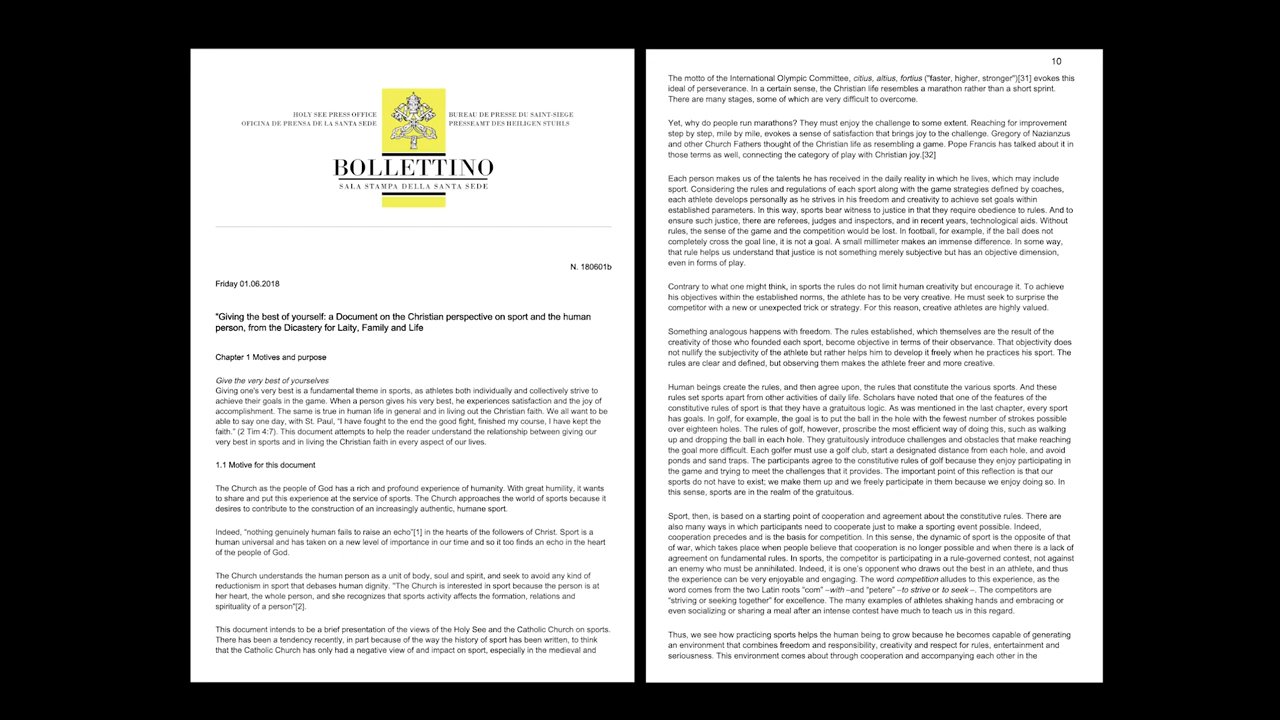 HOLY SEE PRESS OFFICE
OFICINA DE PRENSA DE LA SANTA SEDE
BUREAU DE PRESSE DU SAINT-SIEGE
PRESSEAMT DES HEILIGEN STUHLS
BOLLETTINO
SALA STAMPA DELLA SANTA SEDE
N. 180601b
Friday 01.06.2018
"Giving the best of yourself: a Document on the Christian perspective on sport and the human
person, from the Dicastery for Laity, Family and Life
Chapter 1 Motives and purpose
Give the very best of yourselves
Giving one's very best is a fundamental theme in sports, as athletes both individually and collectively strive to
achieve their goals in the game. When a person gives his very best, he experiences satisfaction and the joy of
accomplishment. The same is true in human life in general and in living out the Christian faith. We all want to be
able to say one day, with St. Paul, "I have fought to the end the good fight, finished my course, I have kept the
faith." (2 Tim 4:7). This document attempts to help the reader understand the relationship between giving our
very best in sports and in living the Christian faith in every aspect of our lives.
1.1 Motive for this document
The Church as the people of God has a rich and profound experience of humanity. With great humility, it wants
to share and put this experience at the service of sports. The Church approaches the world of sports because it
desires to contribute to the construction of an increasingly authentic, humane sport.
Indeed, "nothing genuinely human fails to raise an echo"[1] in the hearts of the followers of Christ. Sport is a
human universal and has taken on a new level of importance in our time and so it too finds an echo in the heart
of the people of God.
The Church understands the human person as a unit of body, soul and spirit, and seek to avoid any kind of
reductionism in sport that debases human dignity. "The Church is interested in sport because the person is at
her heart, the whole person, and she recognizes that sports activity affects the formation, relations and
spirituality of a person"[2].
This document intends to be a brief presentation of the views of the Holy See and the Catholic Church on sports.
There has been a tendency recently, in part because of the way the history of sport has been written, to think
that the Catholic Church has only had a negative view of and impact on sport, especially in the medieval and
10
The motto of the International Olympic Committee, citius, altius, fortius ("faster, higher, stronger")[31] evokes this
ideal of perseverance. In a certain sense, the Christian life resembles a marathon rather than a short sprint.
There are many stages, some of which are very difficult to overcome.
Yet, why do people run marathons? They must enjoy the challenge to some extent. Reaching for improvement
step by step, mile by mile, evokes a sense of satisfaction that brings joy to the challenge. Gregory of Nazianzus
and other Church Fathers thought of the Christian life as resembling a game. Pope Francis has talked about it in
those terms as well, connecting the category of play with Christian joy.[32]
Each person makes us of the talents he has received in the daily reality in which he lives, which may include
sport. Considering the rules and regulations of each sport along with the game strategies defined by coaches,
each athlete develops personally as he strives in his freedom and creativity to achieve set goals within
established parameters. In this way, sports bear witness to justice in that they require obedience to rules. And to
ensure such justice, there are referees, judges and inspectors, and in recent years, technological aids. Without
rules, the sense of the game and the competition would be lost. In football, for example, if the ball does not
completely cross the goal line, it is not a goal. A small millimeter makes an immense difference. In some way,
that rule helps us understand that justice is not something merely subjective but has an objective dimension,
even in forms of play.
Contrary to what one might think, in sports the rules do not limit human creativity but encourage it. To achieve
his objectives within the established norms, the athlete has to be very creative. He must seek to surprise the
competitor with a new or unexpected trick or strategy. For this reason, creative athletes are highly valued.
Something analogous happens with freedom. The rules established, which themselves are the result of the
creativity of those who founded each sport, become objective in terms of their observance. That objectivity does
not nullify the subjectivity of the athlete but rather helps him to develop it freely when he practices his sport. The
rules are clear and defined, but observing them makes the athlete freer and more creative.
Human beings create the rules, and then agree upon, the rules that constitute the various sports. And these
rules set sports apart from other activities of daily life. Scholars have noted that one of the features of the
constitutive rules of sport is that they have a gratuitous logic. As was mentioned in the last chapter, every sport
has goals. In golf, for example, the goal is to put the ball in the hole with the fewest number of strokes possible
over eighteen holes. The rules of golf, however, proscribe the most efficient way of doing this, such as walking
up and dropping the ball in each hole. They gratuitously introduce challenges and obstacles that make reaching
the goal more difficult. Each golfer must use a golf club, start a designated distance from each hole, and avoid
ponds and sand traps. The participants agree to the constitutive rules of golf because they enjoy participating in
the game and trying to meet the challenges that it provides. The important point of this reflection is that our
sports do not have to exist; we make them up and we freely participate in them because we enjoy doing so. In
this sense, sports are in the realm of the gratuitous.
Sport, then, is based on a starting point of cooperation and agreement about the constitutive rules. There are
also many ways in which participants need to cooperate just to make a sporting event possible. Indeed,
cooperation precedes and is the basis for competition. In this sense, the dynamic of sport is the opposite of that
of war, which takes place when people believe that cooperation is no longer possible and when there is a lack of
agreement on fundamental rules. In sports, the competitor is participating in a rule-governed contest, not against
an enemy who must be annihilated. Indeed, it is one's opponent who draws out the best in an athlete, and thus
the experience can be very enjoyable and engaging. The word competition alludes to this experience, as the
word comes from the two Latin roots "com" –with –and "petere" –to strive or to seek –. The competitors are
"striving or seeking together" for excellence. The many examples of athletes shaking hands and embracing or
even socializing or sharing a meal after an intense contest have much to teach us in this regard.
Thus, we see how practicing sports helps the human being to grow because he becomes capable of generating
an environment that combines freedom and responsibility, creativity and respect for rules, entertainment and
seriousness. This environment comes about through cooperation and accompanying each other in the